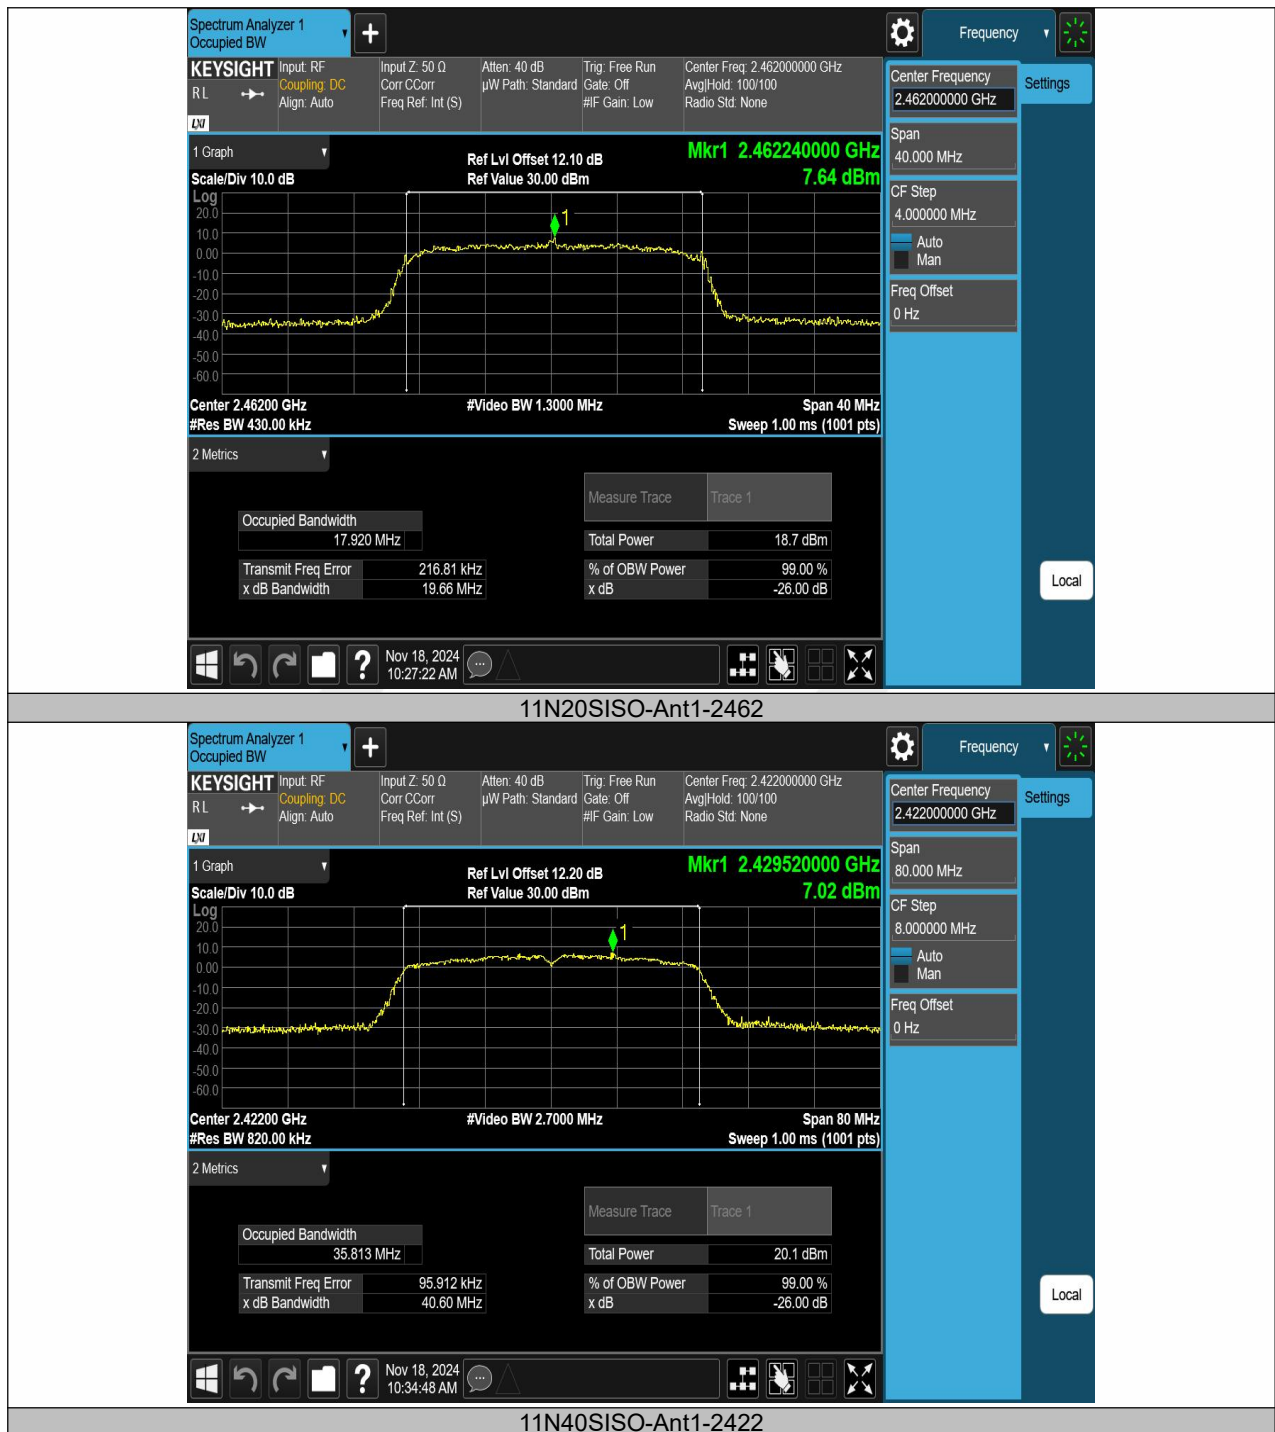 Spectrum Analyzer 1
Occupied BW
+
Frequency
KEYSIGHT
R L
LXI
Input: RF
Coupling: DC
Align: Auto
Input Z: 50 Ω
Corr CCorr
Freq Ref: Int (S)
Atten: 40 dB
µW Path: Standard
Trig: Free Run
Gate: Off
#IF Gain: Low
Center Freq: 2.462000000 GHz
Avg|Hold: 100/100
Radio Std: None
Center Frequency
2.462000000 GHz
Settings
Span
40.000 MHz
CF Step
4.000000 MHz
Auto
Man
Freq Offset
0 Hz
Local
1 Graph
Scale/Div 10.0 dB
Ref Lvl Offset 12.10 dB
Ref Value 30.00 dBm
Mkr1 2.462240000 GHz
7.64 dBm
Log
20.0
10.0
0.00
-10.0
-20.0
-30.0
-40.0
-50.0
-60.0
1
Center 2.46200 GHz
#Video BW 1.3000 MHz
Span 40 MHz
#Res BW 430.00 kHz
Sweep 1.00 ms (1001 pts)
2 Metrics
Measure Trace Trace 1
Occupied Bandwidth
17.920 MHz
Total Power 18.7 dBm
Transmit Freq Error 216.81 kHz
% of OBW Power 99.00 %
x dB Bandwidth 19.66 MHz
x dB -26.00 dB
?
Nov 18, 2024
10:27:22 AM
11N20SISO-Ant1-2462
Spectrum Analyzer 1
Occupied BW
+
Frequency
KEYSIGHT
R L
LXI
Input: RF
Coupling: DC
Align: Auto
Input Z: 50 Ω
Corr CCorr
Freq Ref: Int (S)
Atten: 40 dB
µW Path: Standard
Trig: Free Run
Gate: Off
#IF Gain: Low
Center Freq: 2.422000000 GHz
Avg|Hold: 100/100
Radio Std: None
Center Frequency
2.422000000 GHz
Settings
Span
80.000 MHz
CF Step
8.000000 MHz
Auto
Man
Freq Offset
0 Hz
Local
1 Graph
Scale/Div 10.0 dB
Ref Lvl Offset 12.20 dB
Ref Value 30.00 dBm
Mkr1 2.429520000 GHz
7.02 dBm
Log
20.0
10.0
0.00
-10.0
-20.0
-30.0
-40.0
-50.0
-60.0
1
Center 2.42200 GHz
#Video BW 2.7000 MHz
Span 80 MHz
#Res BW 820.00 kHz
Sweep 1.00 ms (1001 pts)
2 Metrics
Measure Trace Trace 1
Occupied Bandwidth
35.813 MHz
Total Power 20.1 dBm
Transmit Freq Error 95.912 kHz
% of OBW Power 99.00 %
x dB Bandwidth 40.60 MHz
x dB -26.00 dB
?
Nov 18, 2024
10:34:48 AM
11N40SISO-Ant1-2422